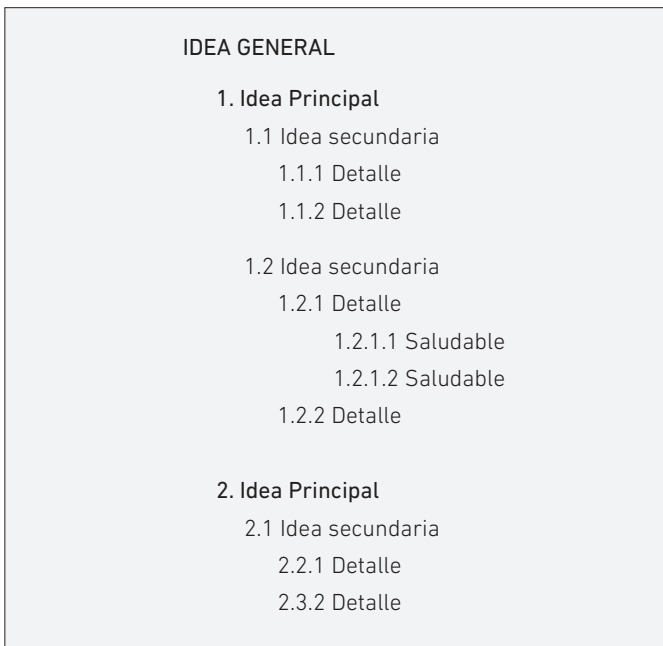 IDEA GENERAL
1. Idea Principal
1.1 Idea secundaria
1.1.1 Detalle
1.1.2 Detalle
1.2 Idea secundaria
1.2.1 Detalle
1.2.1.1 Saludable
1.2.1.2 Saludable
1.2.2 Detalle
2. Idea Principal
2.1 Idea secundaria
2.2.1 Detalle
2.3.2 Detalle